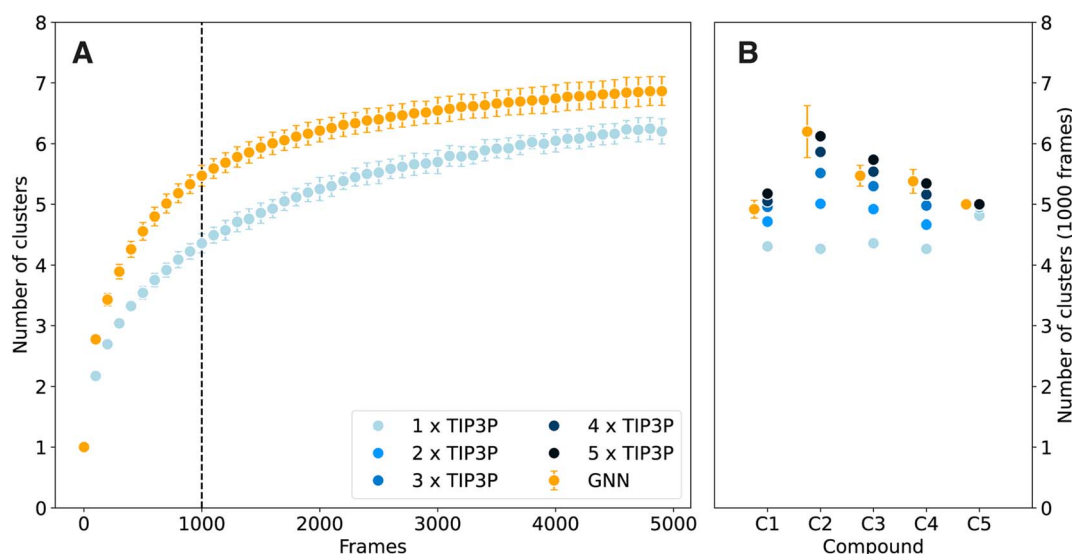 A
B
Number of clusters
8
7
6
5
4
3
2
1
0
1 x TIP3P
2 x TIP3P
3 x TIP3P
4 x TIP3P
5 x TIP3P
GNN
0
1000
2000
3000
4000
5000
Frames
C1
C2
C3
C4
C5
Compound
8
7
6
5
4
3
2
1
0
Number of clusters (1000 frames)